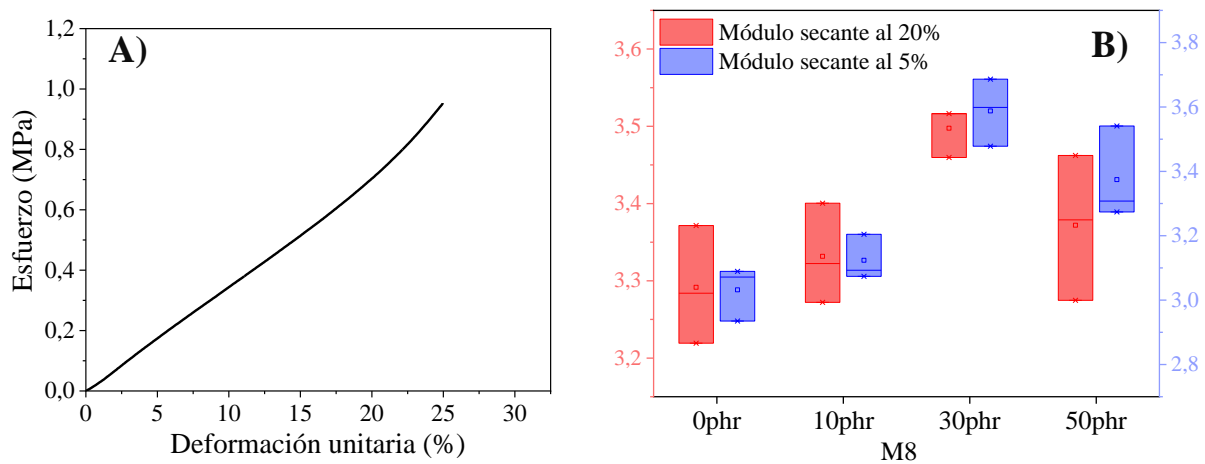 A)
Esfuerzo (MPa)
1,2
1,0
0,8
0,6
0,4
0,2
0,0
0
5
10
15
20
25
30
Deformación unitaria (%)
B)
Módulo secante al 20%
Módulo secante al 5%
3,6
3,5
3,4
3,3
3,2
3,8
3,6
3,4
3,2
3,0
2,8
0phr
10phr
30phr
50phr
M8